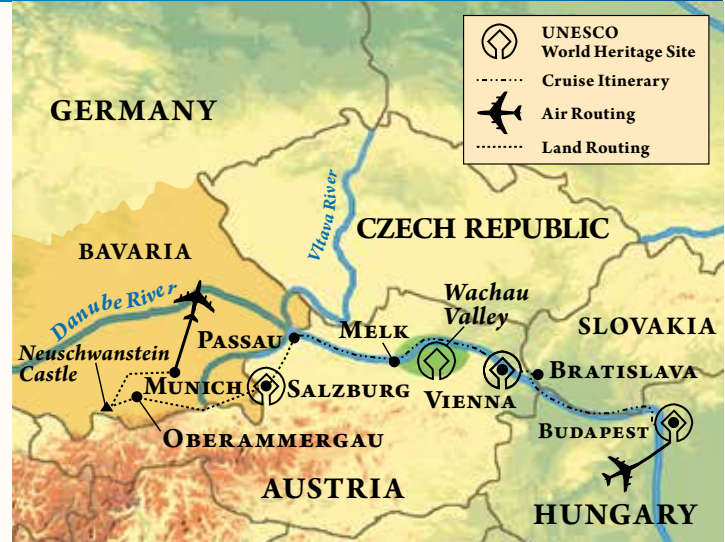 UNESCO
World Heritage Site
Cruise Itinerary
Air Routing
Land Routing
GERMANY
Vltava River
CZECH REPUBLIC
BAVARIA
Danube River
Wachau
Valley
SLOVAKIA
PASSAU
MELK
Neuschwanstein
Castle
MUNICH
SALZBURG
VIENNA
BRATISLAVA
OBERAMMERGAU
BUDAPEST
AUSTRIA
HUNGARY